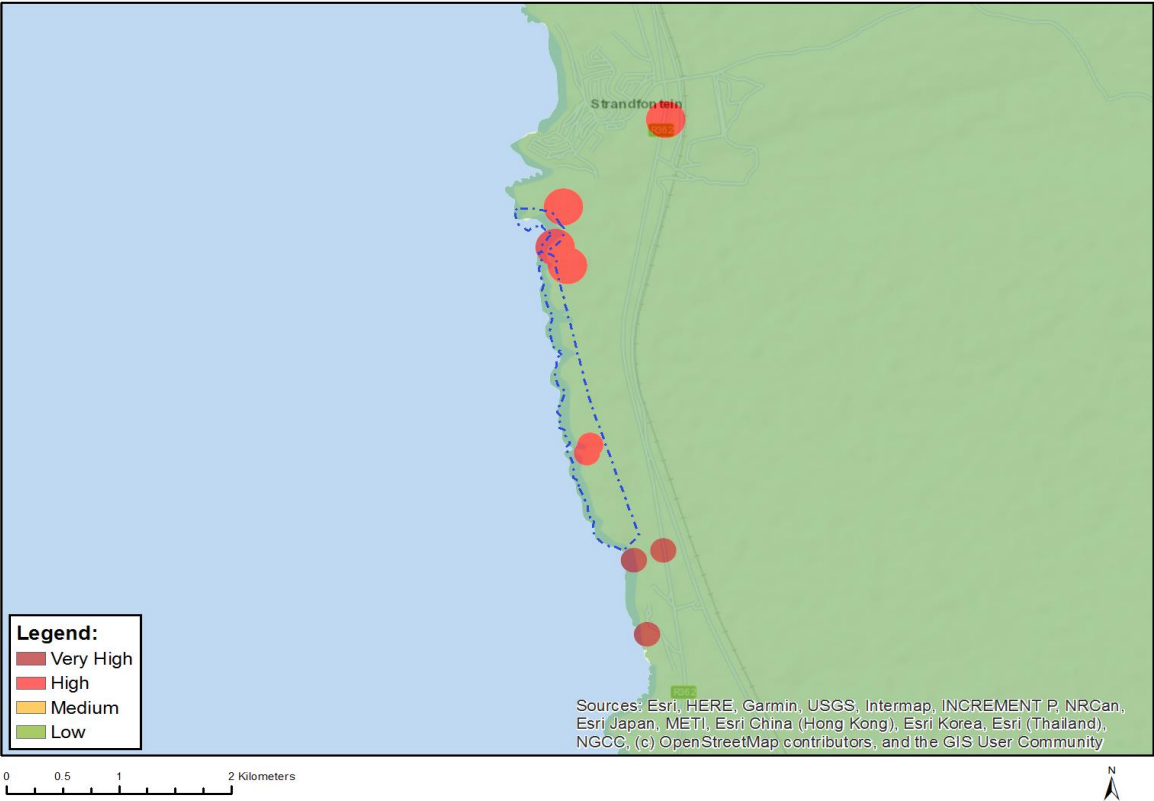 Strandfontein
R362
Legend:
Very High
High
Medium
Low
R362
Sources: Esri, HERE, Garmin, USGS, Intermap, INCREMENT P, NRCan,
Esri Japan, METI, Esri China (Hong Kong), Esri Korea, Esri (Thailand),
NGCC, (c) OpenStreetMap contributors, and the GIS User Community
0 0.5 1 2 Kilometers
N